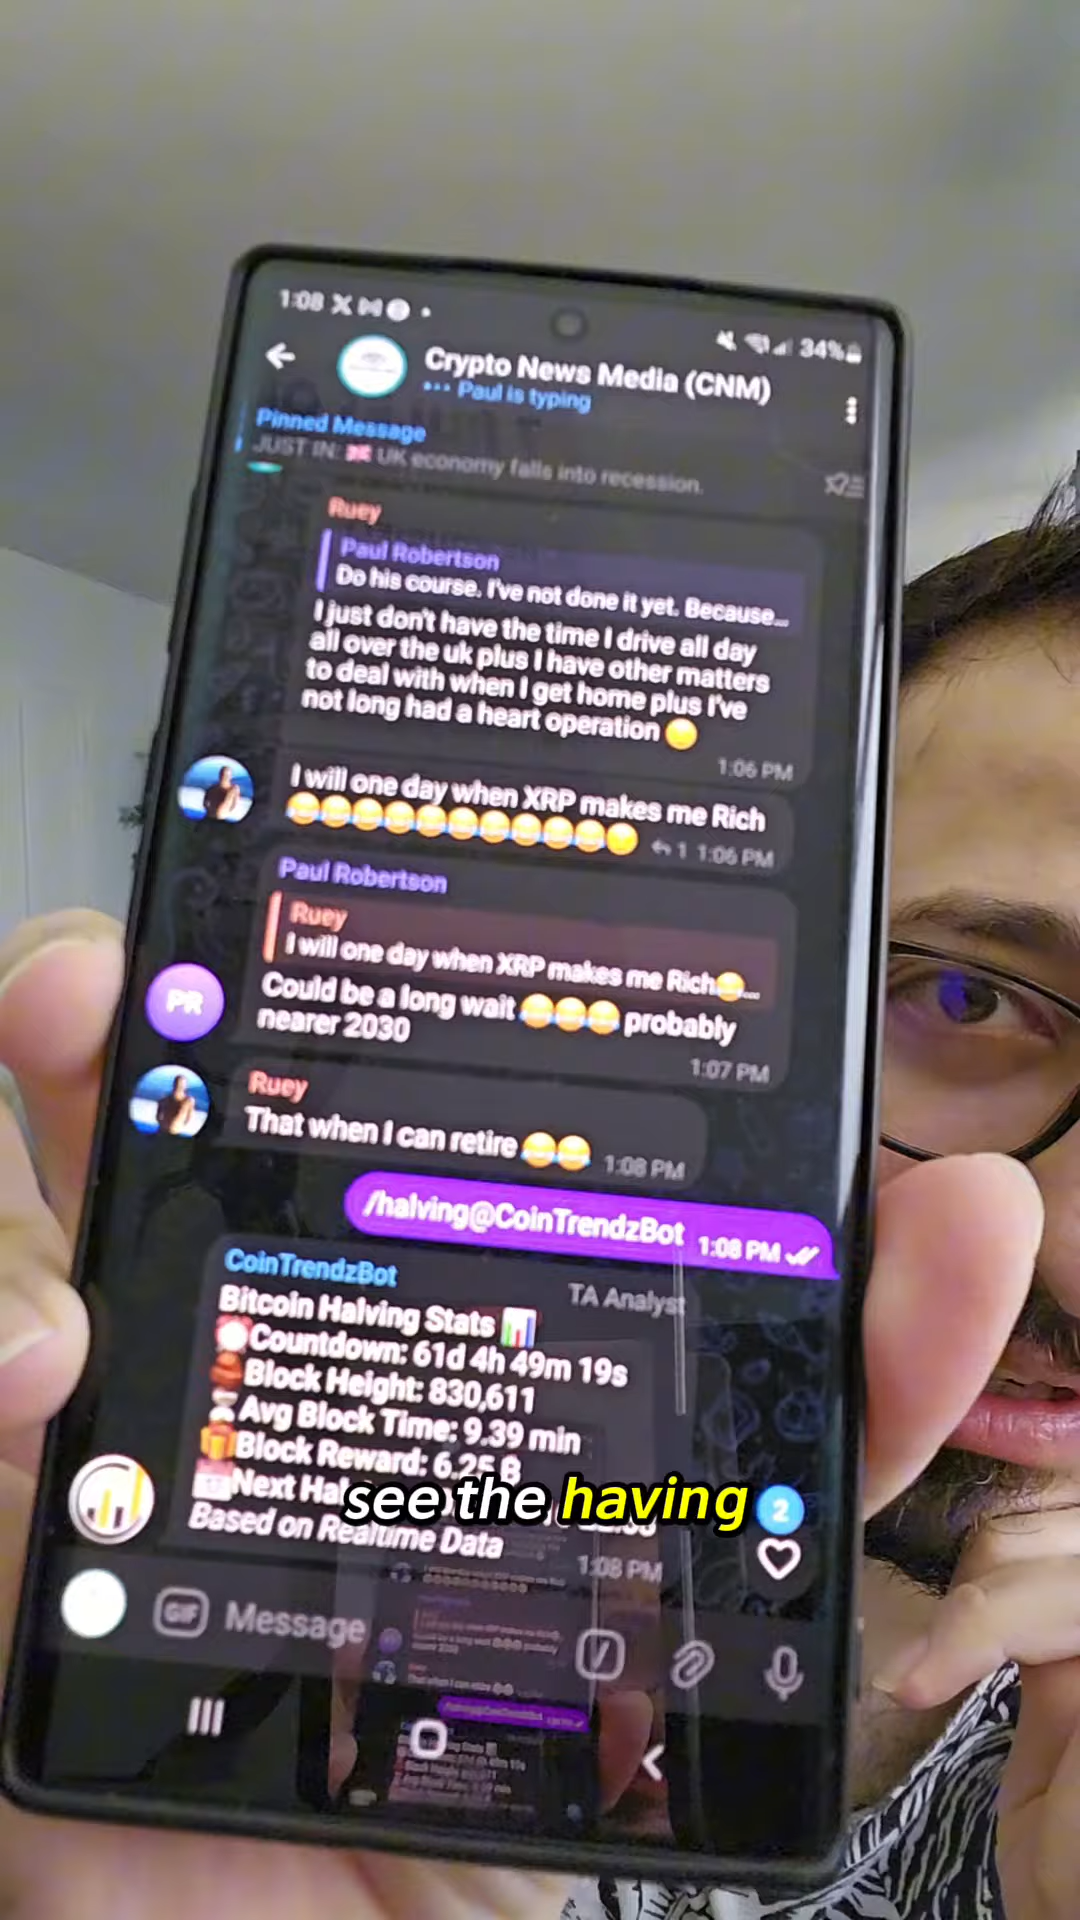 1:08
34%
Crypto News Media (CNM)
Paul is typing
Pinned Message
JUST IN: 🇬🇧 UK economy falls into recession.
Ruey
Paul Robertson
Do his course. I've not done it yet. Because...
I just don't have the time I drive all day
all over the uk plus I have other matters
to deal with when I get home plus I've
not long had a heart operation
1:06 PM
I will one day when XRP makes me Rich
😂😂😂😂😂😂😂😂😂😂 1 1:06 PM
Paul Robertson
Ruey
I will one day when XRP makes me Rich😂...
PR
Could be a long wait 😂😂😂 probably
nearer 2030
1:07 PM
Ruey
That when I can retire 😂😂 1:08 PM
/halving@CoinTrendzBot 1:08 PM
CoinTrendzBot
TA Analyst
Bitcoin Halving Stats 📊
Countdown: 61d 4h 49m 19s
Block Height: 830,611
Avg Block Time: 9.39 min
Block Reward: 6.25 B
Next
see the having
2
Based on Realtime Data
1:08 PM
GIF Message